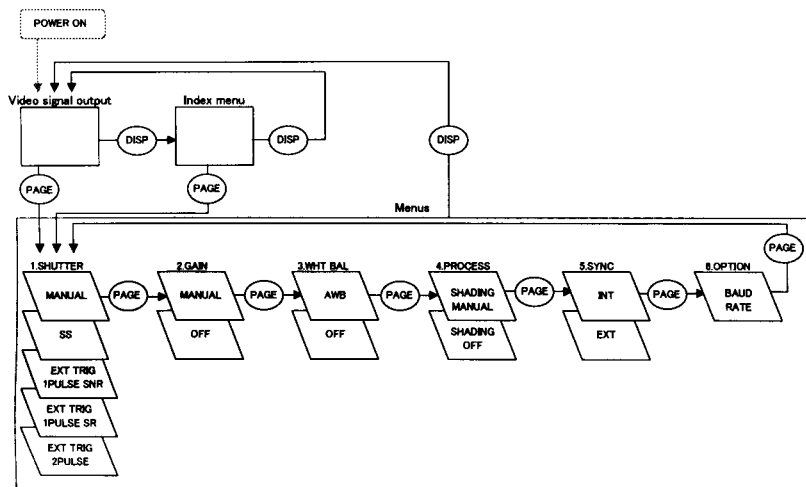 POWER ON
Video signal output
Index menu
DISP
DISP
DISP
PAGE
PAGE
Menus
PAGE
1.SHUTTER
2.GAIN
3.WHT BAL
4.PROCESS
5.SYNC
6.OPTION
MANUAL
PAGE
MANUAL
PAGE
AWB
PAGE
SHADING
MANUAL
PAGE
INT
PAGE
BAUD
RATE
SS
OFF
OFF
SHADING
OFF
EXT
EXT TRIG
1PULSE SNR
EXT TRIG
1PULSE SR
EXT TRIG
2PULSE